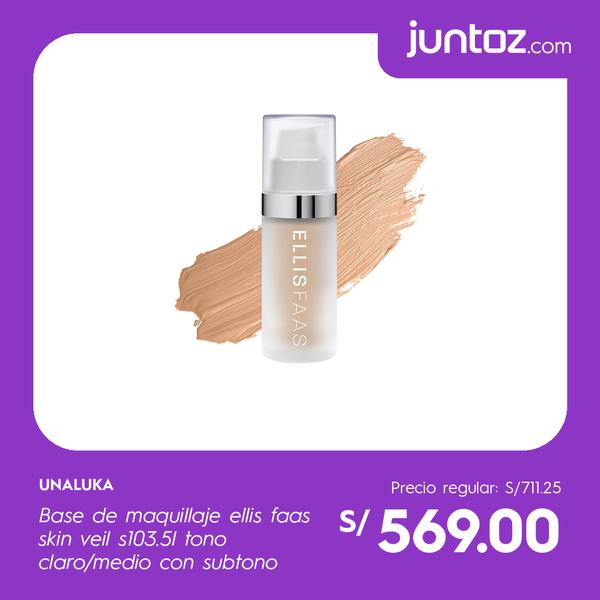 juntoz.com
ELLIS FAAS
UNALUKA
Base de maquillaje ellis faas
skin veil s103.5l tono
claro/medio con subtono
Precio regular: S/711.25
S/ 569.00